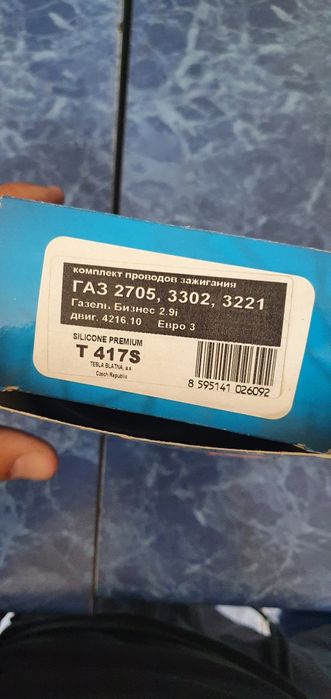 комплект проводов зажигания
ГАЗ 2705, 3302, 3221
Газель Бизнес 2.9i
двиг. 4216.10 Евро 3
SILICONE PREMIUM
T 417S
TESLA BLATNÁ, a.s.
Czech Republic
8 595141 026092